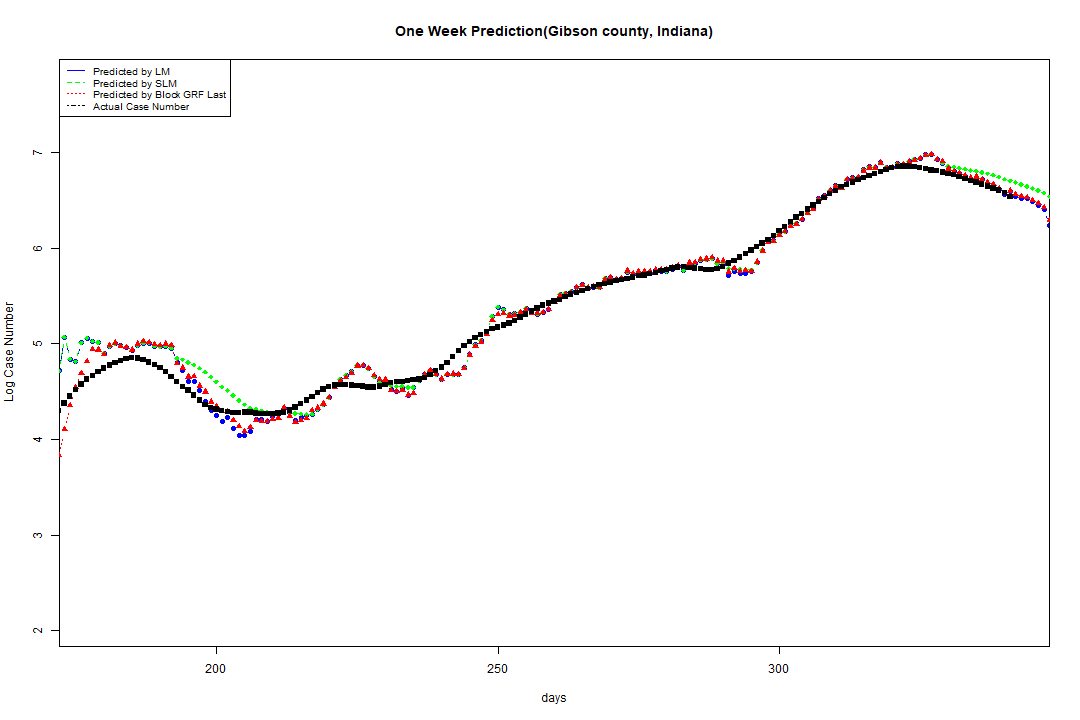 One Week Prediction(Gibson county, Indiana)
Predicted by LM
Predicted by SLM
Predicted by Block GRF Last
Actual Case Number
7
6
5
4
3
2
Log Case Number
200 250 300
days